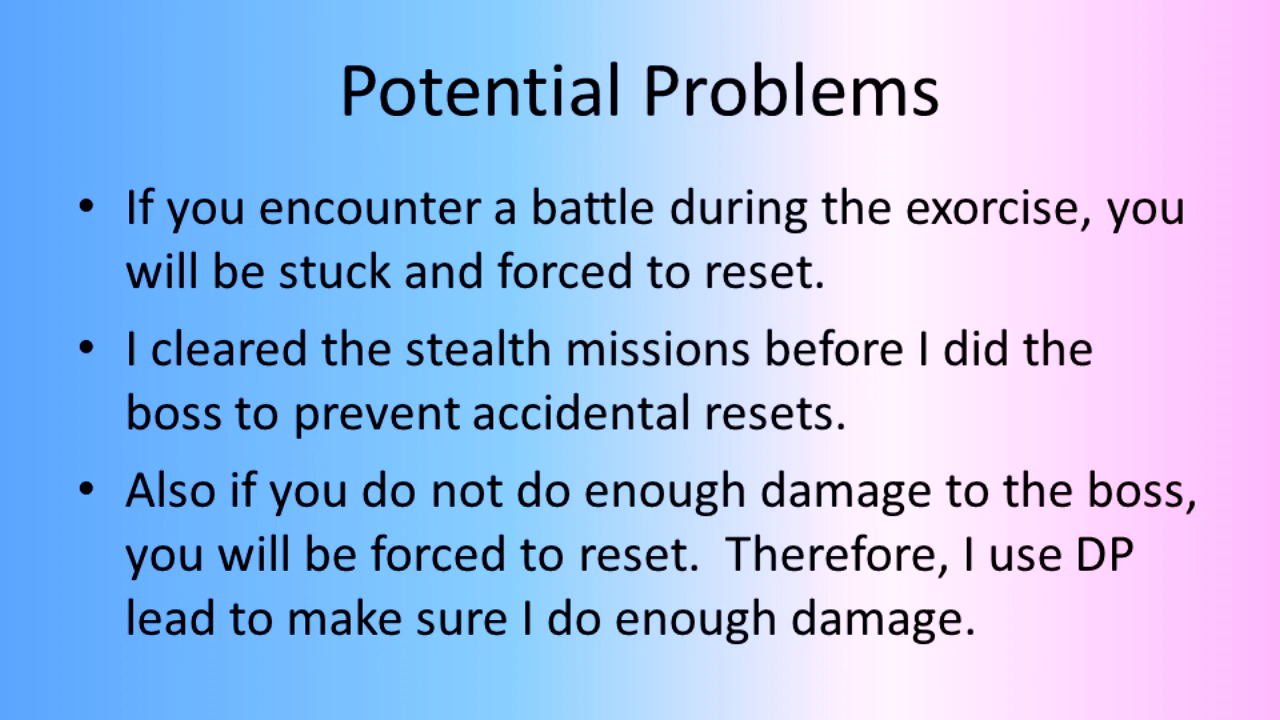 Potential Problems
• If you encounter a battle during the exorcise, you
will be stuck and forced to reset.
• I cleared the stealth missions before I did the
boss to prevent accidental resets.
• Also if you do not do enough damage to the boss,
you will be forced to reset.  Therefore, I use DP
lead to make sure I do enough damage.